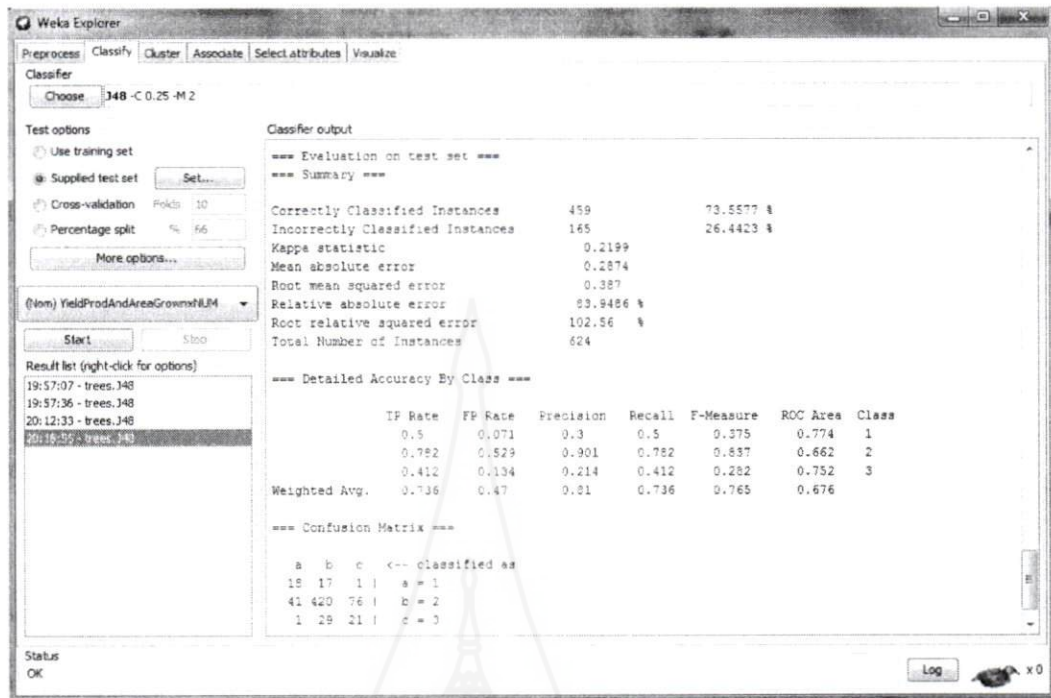 Weka Explorer
Preprocess Classify Cluster Associate Select attributes Visualize
Classifier
Choose J48 -C 0.25 -M 2
Test options
Use training set
Supplied test set Set...
Cross-validation Folds 10
Percentage split % 66
More options...
(Nom) YieldProdAndAreaGrownxNUM
Start Stop
Result list (right-click for options)
19:57:07 - trees.J48
19:57:36 - trees.J48
20:12:33 - trees.J48
20:18:55 - trees.J48
Classifier output
=== Evaluation on test set ===
=== Summary ===
Correctly Classified Instances 459 73.5577 %
Incorrectly Classified Instances 165 26.4423 %
Kappa statistic 0.2199
Mean absolute error 0.2874
Root mean squared error 0.387
Relative absolute error 83.9486 %
Root relative squared error 102.56 %
Total Number of Instances 624
=== Detailed Accuracy By Class ===
TP Rate FP Rate Precision Recall F-Measure ROC Area Class
0.5 0.071 0.3 0.5 0.375 0.774 1
0.782 0.529 0.901 0.782 0.837 0.662 2
0.412 0.134 0.214 0.412 0.282 0.752 3
Weighted Avg. 0.736 0.47 0.81 0.736 0.765 0.676
=== Confusion Matrix ===
a b c <-- classified as
18 17 1 | a = 1
41 420 76 | b = 2
1 29 21 | c = 3
Status
OK
Log x 0